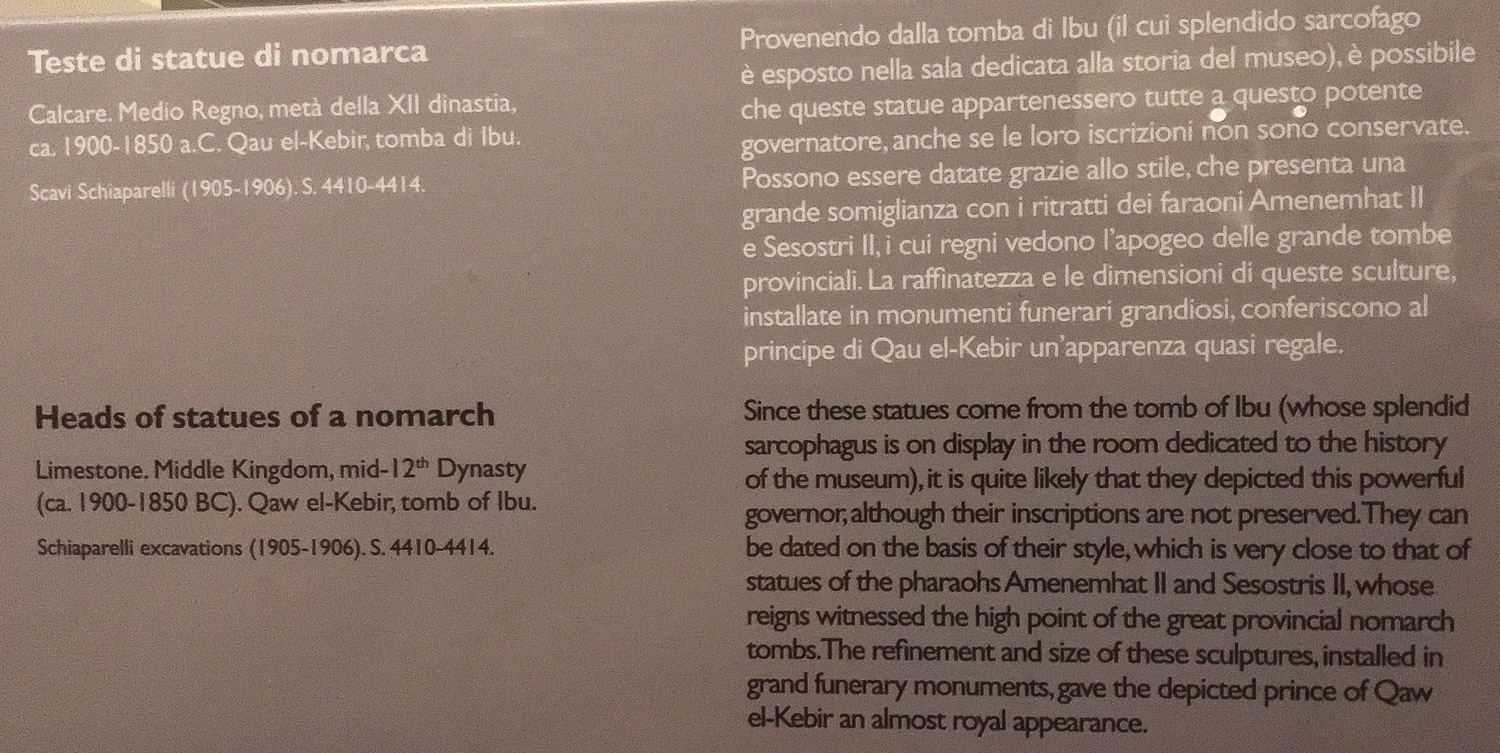 Teste di statue di nomarca
Calcare. Medio Regno, metà della XII dinastia,
ca. 1900-1850 a.C. Qau el-Kebir, tomba di Ibu.
Scavi Schiaparelli (1905-1906). S. 4410-4414.
Provenendo dalla tomba di Ibu (il cui splendido sarcofago
è esposto nella sala dedicata alla storia del museo), è possibile
che queste statue appartenessero tutte a questo potente
governatore, anche se le loro iscrizioni non sono conservate.
Possono essere datate grazie allo stile, che presenta una
grande somiglianza con i ritratti dei faraoni Amenemhat II
e Sesostri II, i cui regni vedono l'apogeo delle grande tombe
provinciali. La raffinatezza e le dimensioni di queste sculture,
installate in monumenti funerari grandiosi, conferiscono al
principe di Qau el-Kebir un'apparenza quasi regale.
Heads of statues of a nomarch
Limestone. Middle Kingdom, mid-12th Dynasty
(ca. 1900-1850 BC). Qaw el-Kebir, tomb of Ibu.
Schiaparelli excavations (1905-1906). S. 4410-4414.
Since these statues come from the tomb of Ibu (whose splendid
sarcophagus is on display in the room dedicated to the history
of the museum), it is quite likely that they depicted this powerful
governor, although their inscriptions are not preserved. They can
be dated on the basis of their style, which is very close to that of
statues of the pharaohs Amenemhat II and Sesostris II, whose
reigns witnessed the high point of the great provincial nomarch
tombs. The refinement and size of these sculptures, installed in
grand funerary monuments, gave the depicted prince of Qaw
el-Kebir an almost royal appearance.